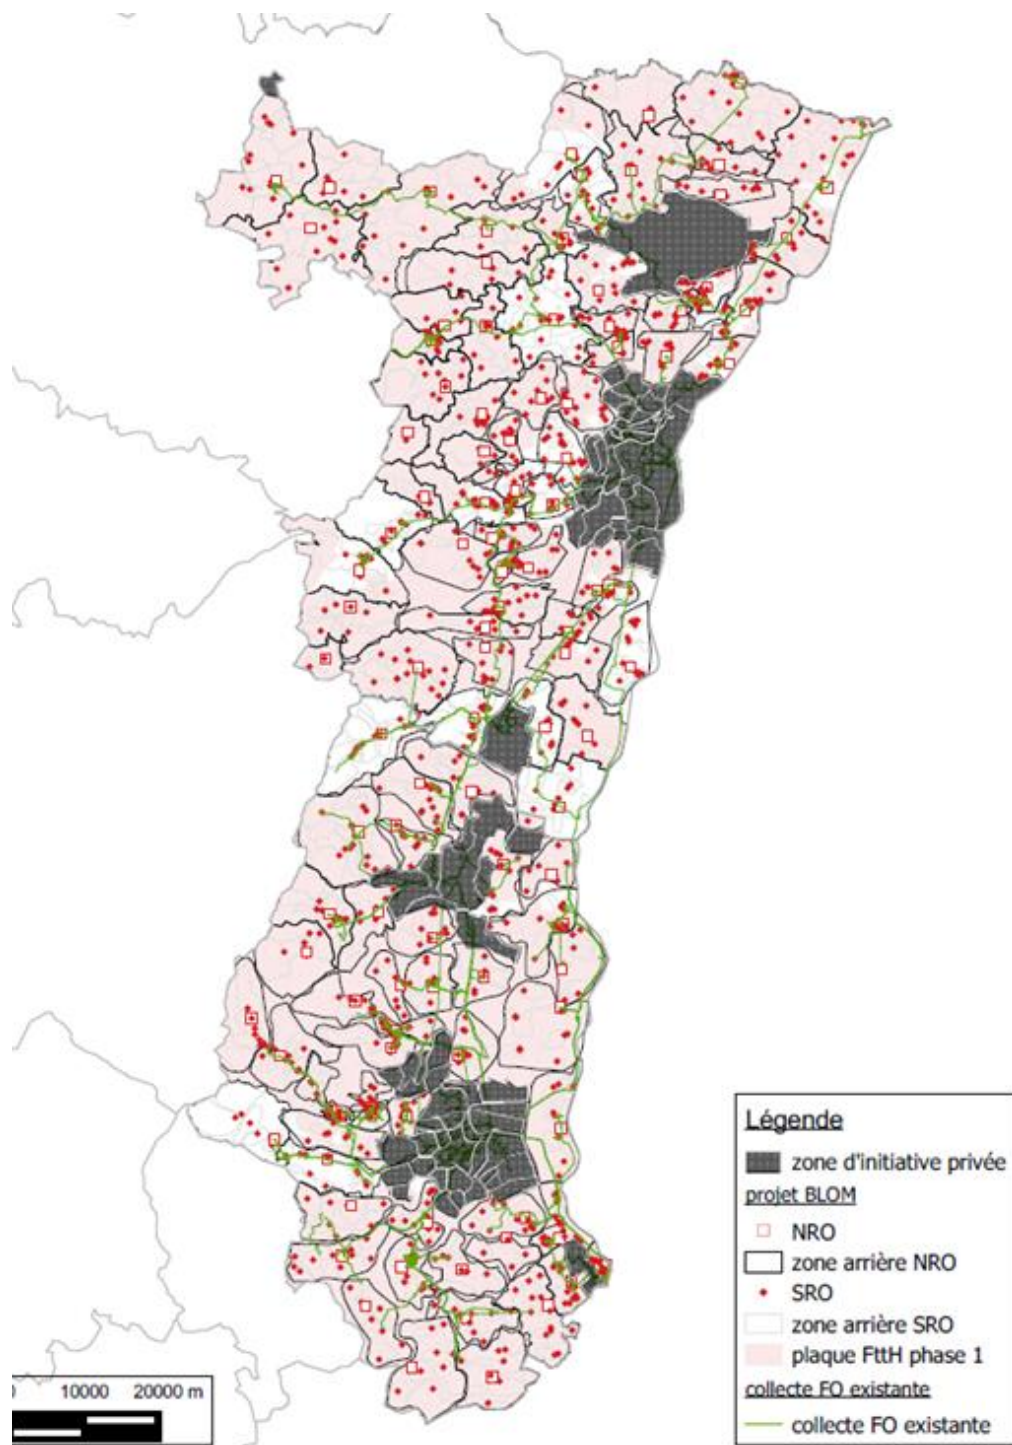 Légende
zone d'initiative privée
projet BLOM
NRO
zone arrière NRO
SRO
zone arrière SRO
plaque FttH phase 1
collecte FO existante
collecte FO existante
0 10000 20000 m